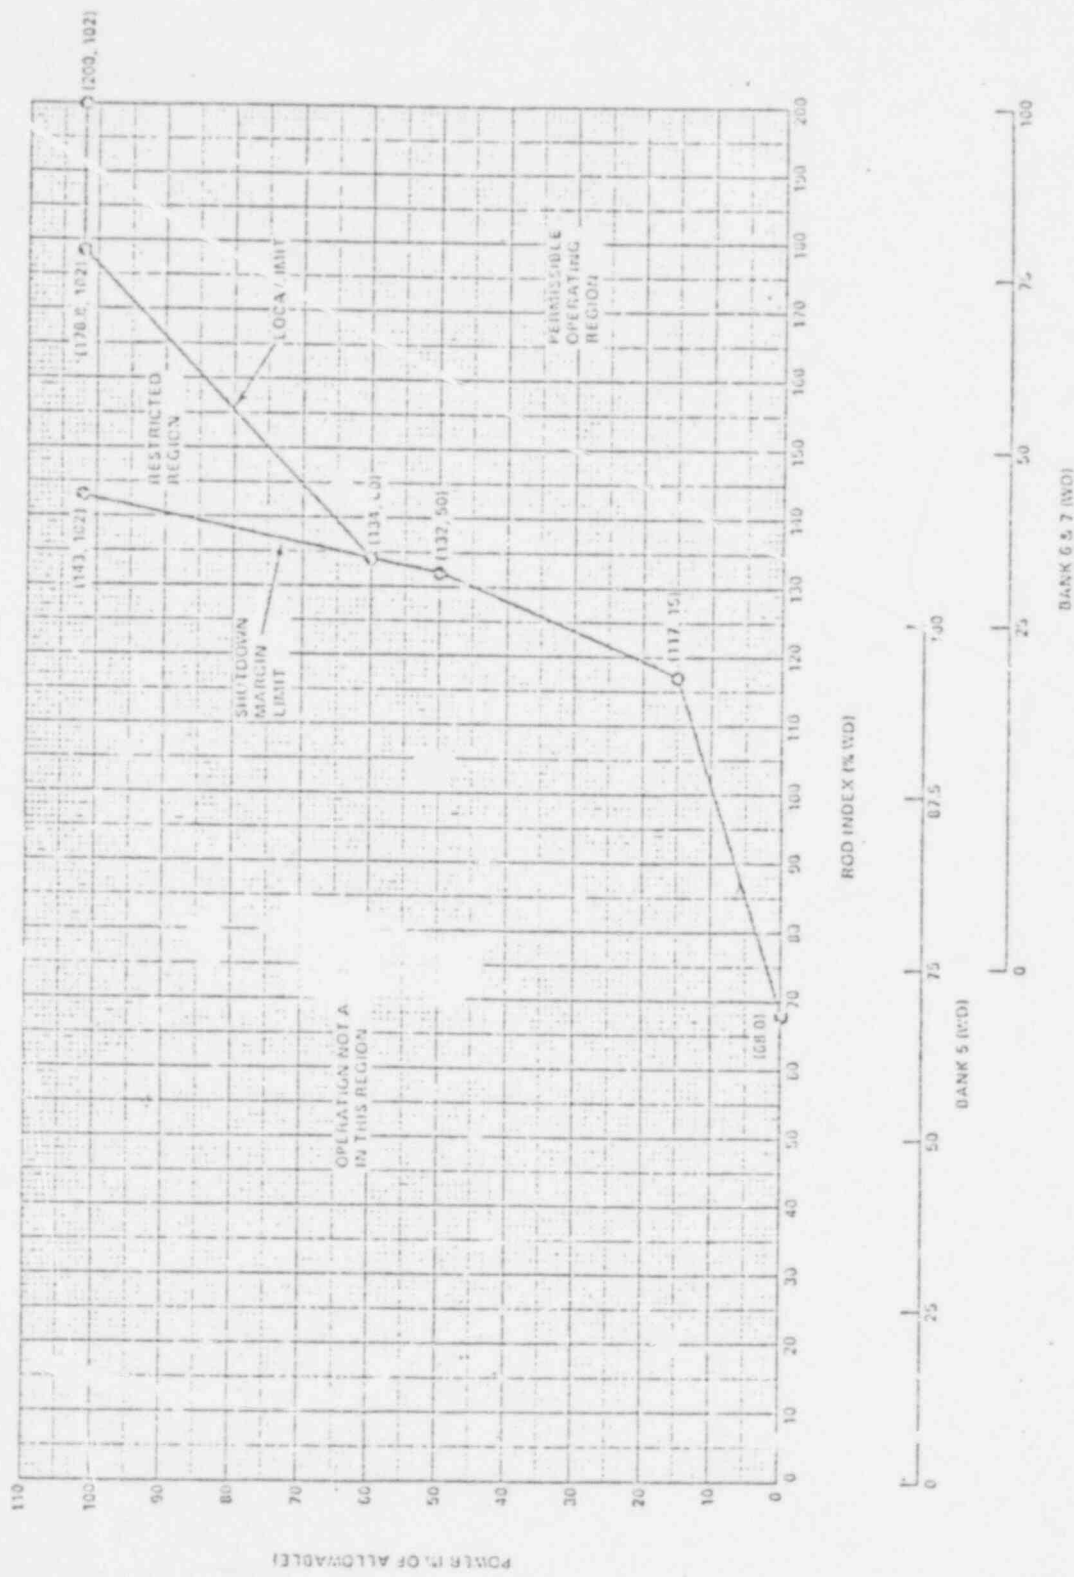 POWER (% OF ALLOWABLE)
110
100
90
80
70
60
50
40
30
20
10
0
(143, 102)
RESTRICTED
REGION
(178.8, 102)
(200, 102)
SHUTDOWN
MARGIN
LIMIT
LOCA LIMIT
(134, 60)
(132, 50)
OPERATION NOT A
IN THIS REGION
PERMISSIBLE
OPERATING
REGION
(117, 15)
(68 0)
0 10 20 30 40 50 60 70 80 90 100 110 120 130 140 150 160 170 180 190 200
ROD INDEX (% WD)
0 25 50 75 87.5 100
BANK 5 (WD)
0 25 50 75 100
BANK 6 & 7 (WD)